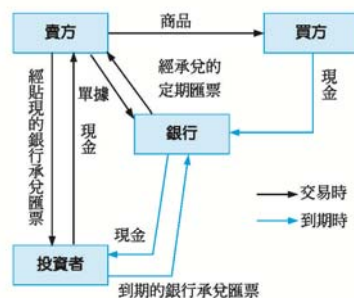 賣方
商品
買方
經承兌的
定期匯票
單據
現金
現金
經貼現的銀行承兌匯票
銀行
交易時
到期時
現金
投資者
到期的銀行承兌匯票